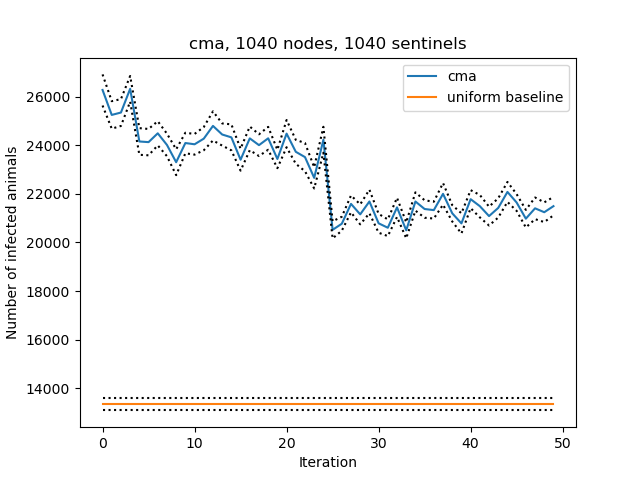 cma, 1040 nodes, 1040 sentinels
cma
uniform baseline
Number of infected animals
26000
24000
22000
20000
18000
16000
14000
0 10 20 30 40 50
Iteration